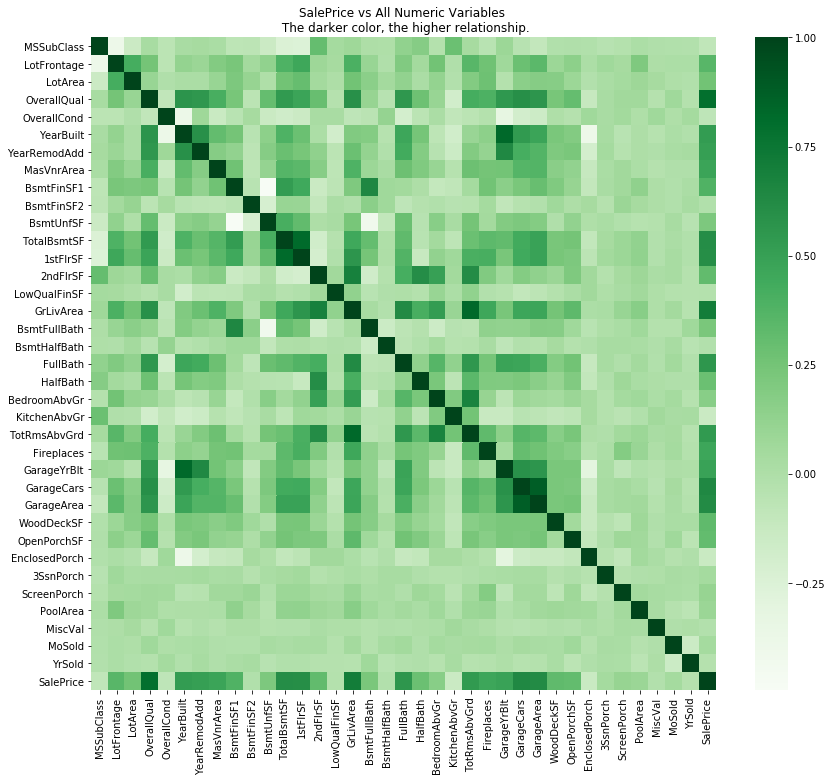 SalePrice vs All Numeric Variables
The darker color, the higher relationship.
MSSubClass
LotFrontage
LotArea
OverallQual
OverallCond
YearBuilt
YearRemodAdd
MasVnrArea
BsmtFinSF1
BsmtFinSF2
BsmtUnfSF
TotalBsmtSF
1stFlrSF
2ndFlrSF
LowQualFinSF
GrLivArea
BsmtFullBath
BsmtHalfBath
FullBath
HalfBath
BedroomAbvGr
KitchenAbvGr
TotRmsAbvGrd
Fireplaces
GarageYrBlt
GarageCars
GarageArea
WoodDeckSF
OpenPorchSF
EnclosedPorch
3SsnPorch
ScreenPorch
PoolArea
MiscVal
MoSold
YrSold
SalePrice
MSSubClass
LotFrontage
LotArea
OverallQual
OverallCond
YearBuilt
YearRemodAdd
MasVnrArea
BsmtFinSF1
BsmtFinSF2
BsmtUnfSF
TotalBsmtSF
1stFlrSF
2ndFlrSF
LowQualFinSF
GrLivArea
BsmtFullBath
BsmtHalfBath
FullBath
HalfBath
BedroomAbvGr
KitchenAbvGr
TotRmsAbvGrd
Fireplaces
GarageYrBlt
GarageCars
GarageArea
WoodDeckSF
OpenPorchSF
EnclosedPorch
3SsnPorch
ScreenPorch
PoolArea
MiscVal
MoSold
YrSold
SalePrice
1.00
0.75
0.50
0.25
0.00
−0.25